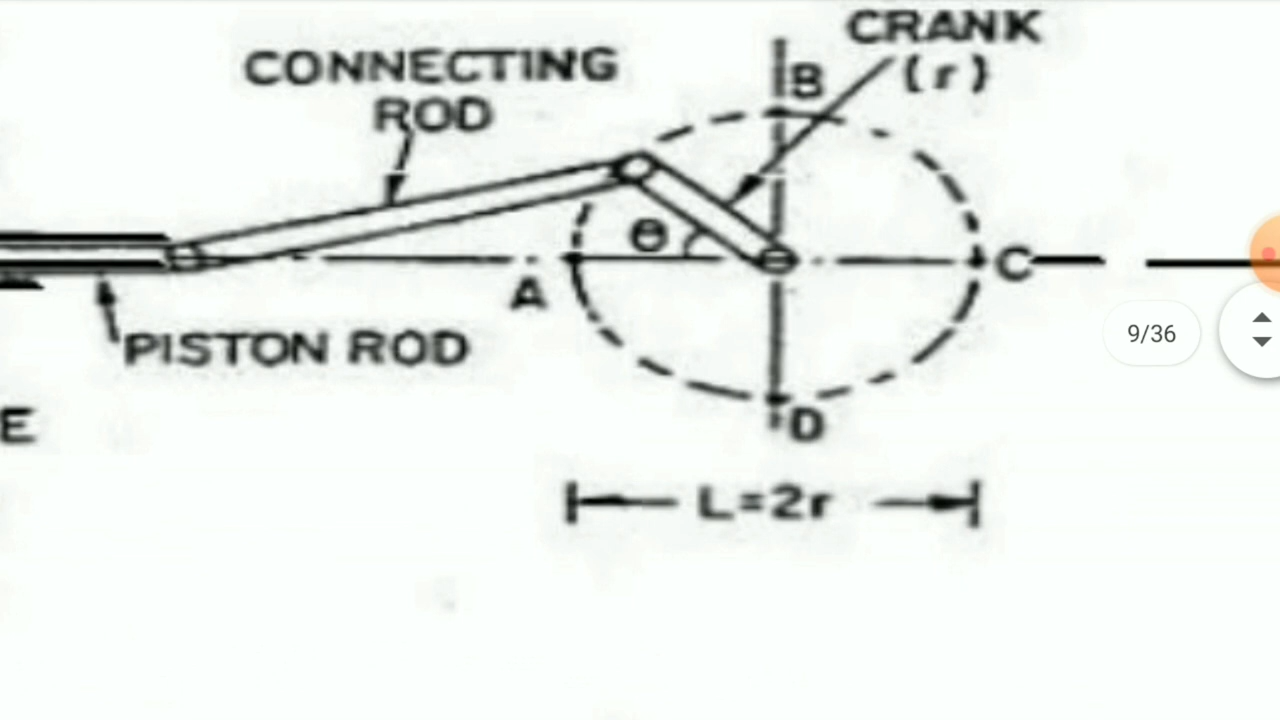 CRANK
(r)
CONNECTING
ROD
B
θ
A
C
PISTON ROD
9/36
E
D
L=2r